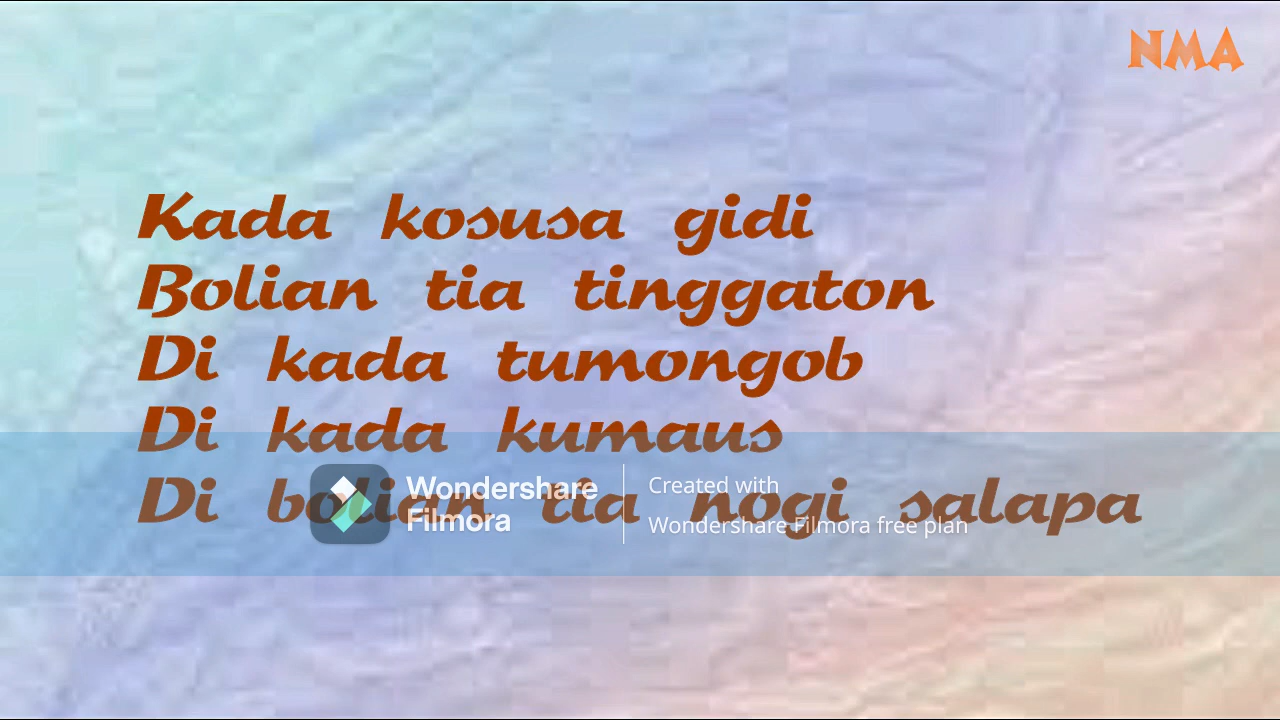 NMA
Kada kosusa gidi
Bolian tia tinggaton
Di kada tumongob
Di kada kumaus
Di bolian tia nogi salapa
Wondershare
Filmora
Created with
Wondershare Filmora free plan